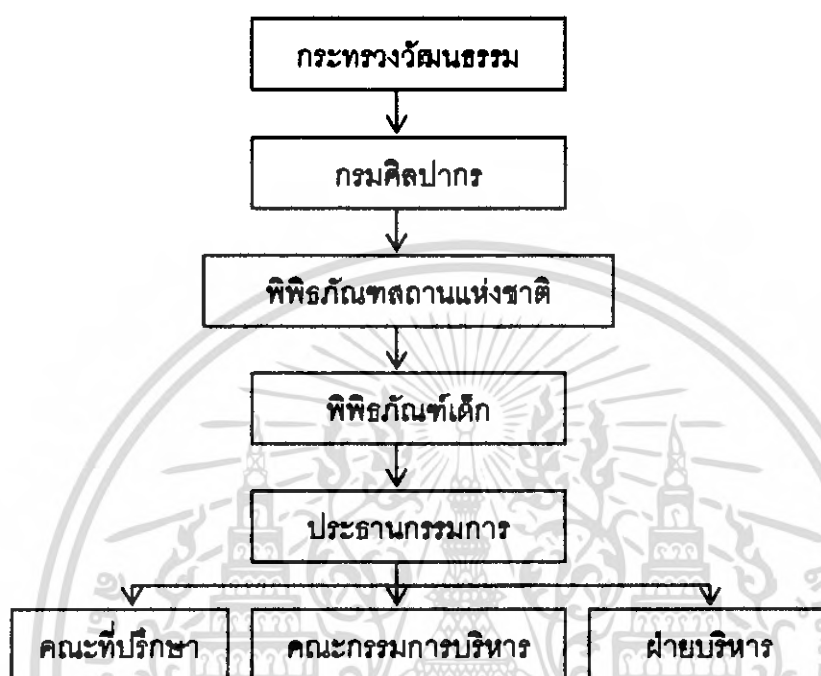 กระทรวงวัฒนธรรม
กรมศิลปากร
พิพิธภัณฑสถานแห่งชาติ
พิพิธภัณฑ์เด็ก
ประธานกรรมการ
คณะที่ปรึกษา คณะกรรมการบริหาร ฝ่ายบริหาร